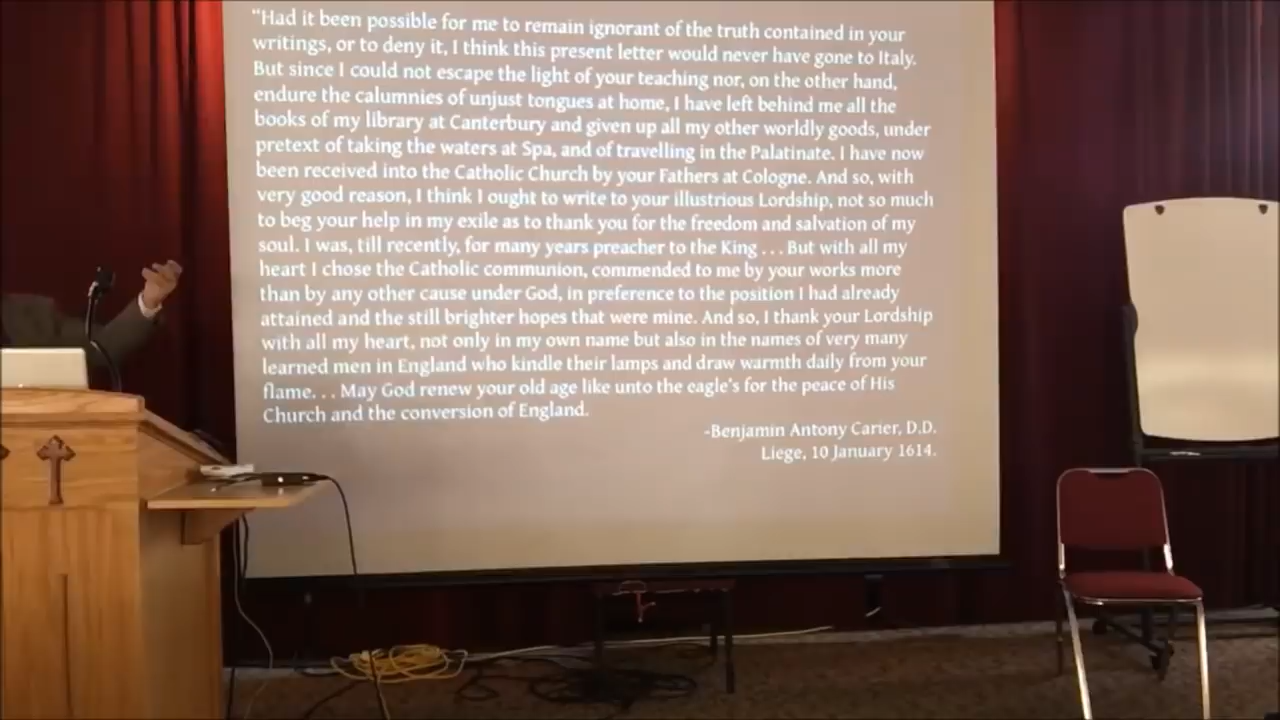 “Had it been possible for me to remain ignorant of the truth contained in your
writings, or to deny it, I think this present letter would never have gone to Italy.
But since I could not escape the light of your teaching nor, on the other hand,
endure the calumnies of unjust tongues at home, I have left behind me all the
books of my library at Canterbury and given up all my other worldly goods, under
pretext of taking the waters at Spa, and of travelling in the Palatinate. I have now
been received into the Catholic Church by your Fathers at Cologne. And so, with
very good reason, I think I ought to write to your illustrious Lordship, not so much
to beg your help in my exile as to thank you for the freedom and salvation of my
soul. I was, till recently, for many years preacher to the King . . . But with all my
heart I chose the Catholic communion, commended to me by your works more
than by any other cause under God, in preference to the position I had already
attained and the still brighter hopes that were mine. And so, I thank your Lordship
with all my heart, not only in my own name but also in the names of very many
learned men in England who kindle their lamps and draw warmth daily from your
flame. . . May God renew your old age like unto the eagle's for the peace of His
Church and the conversion of England.
-Benjamin Antony Carier, D.D.
Liege, 10 January 1614.